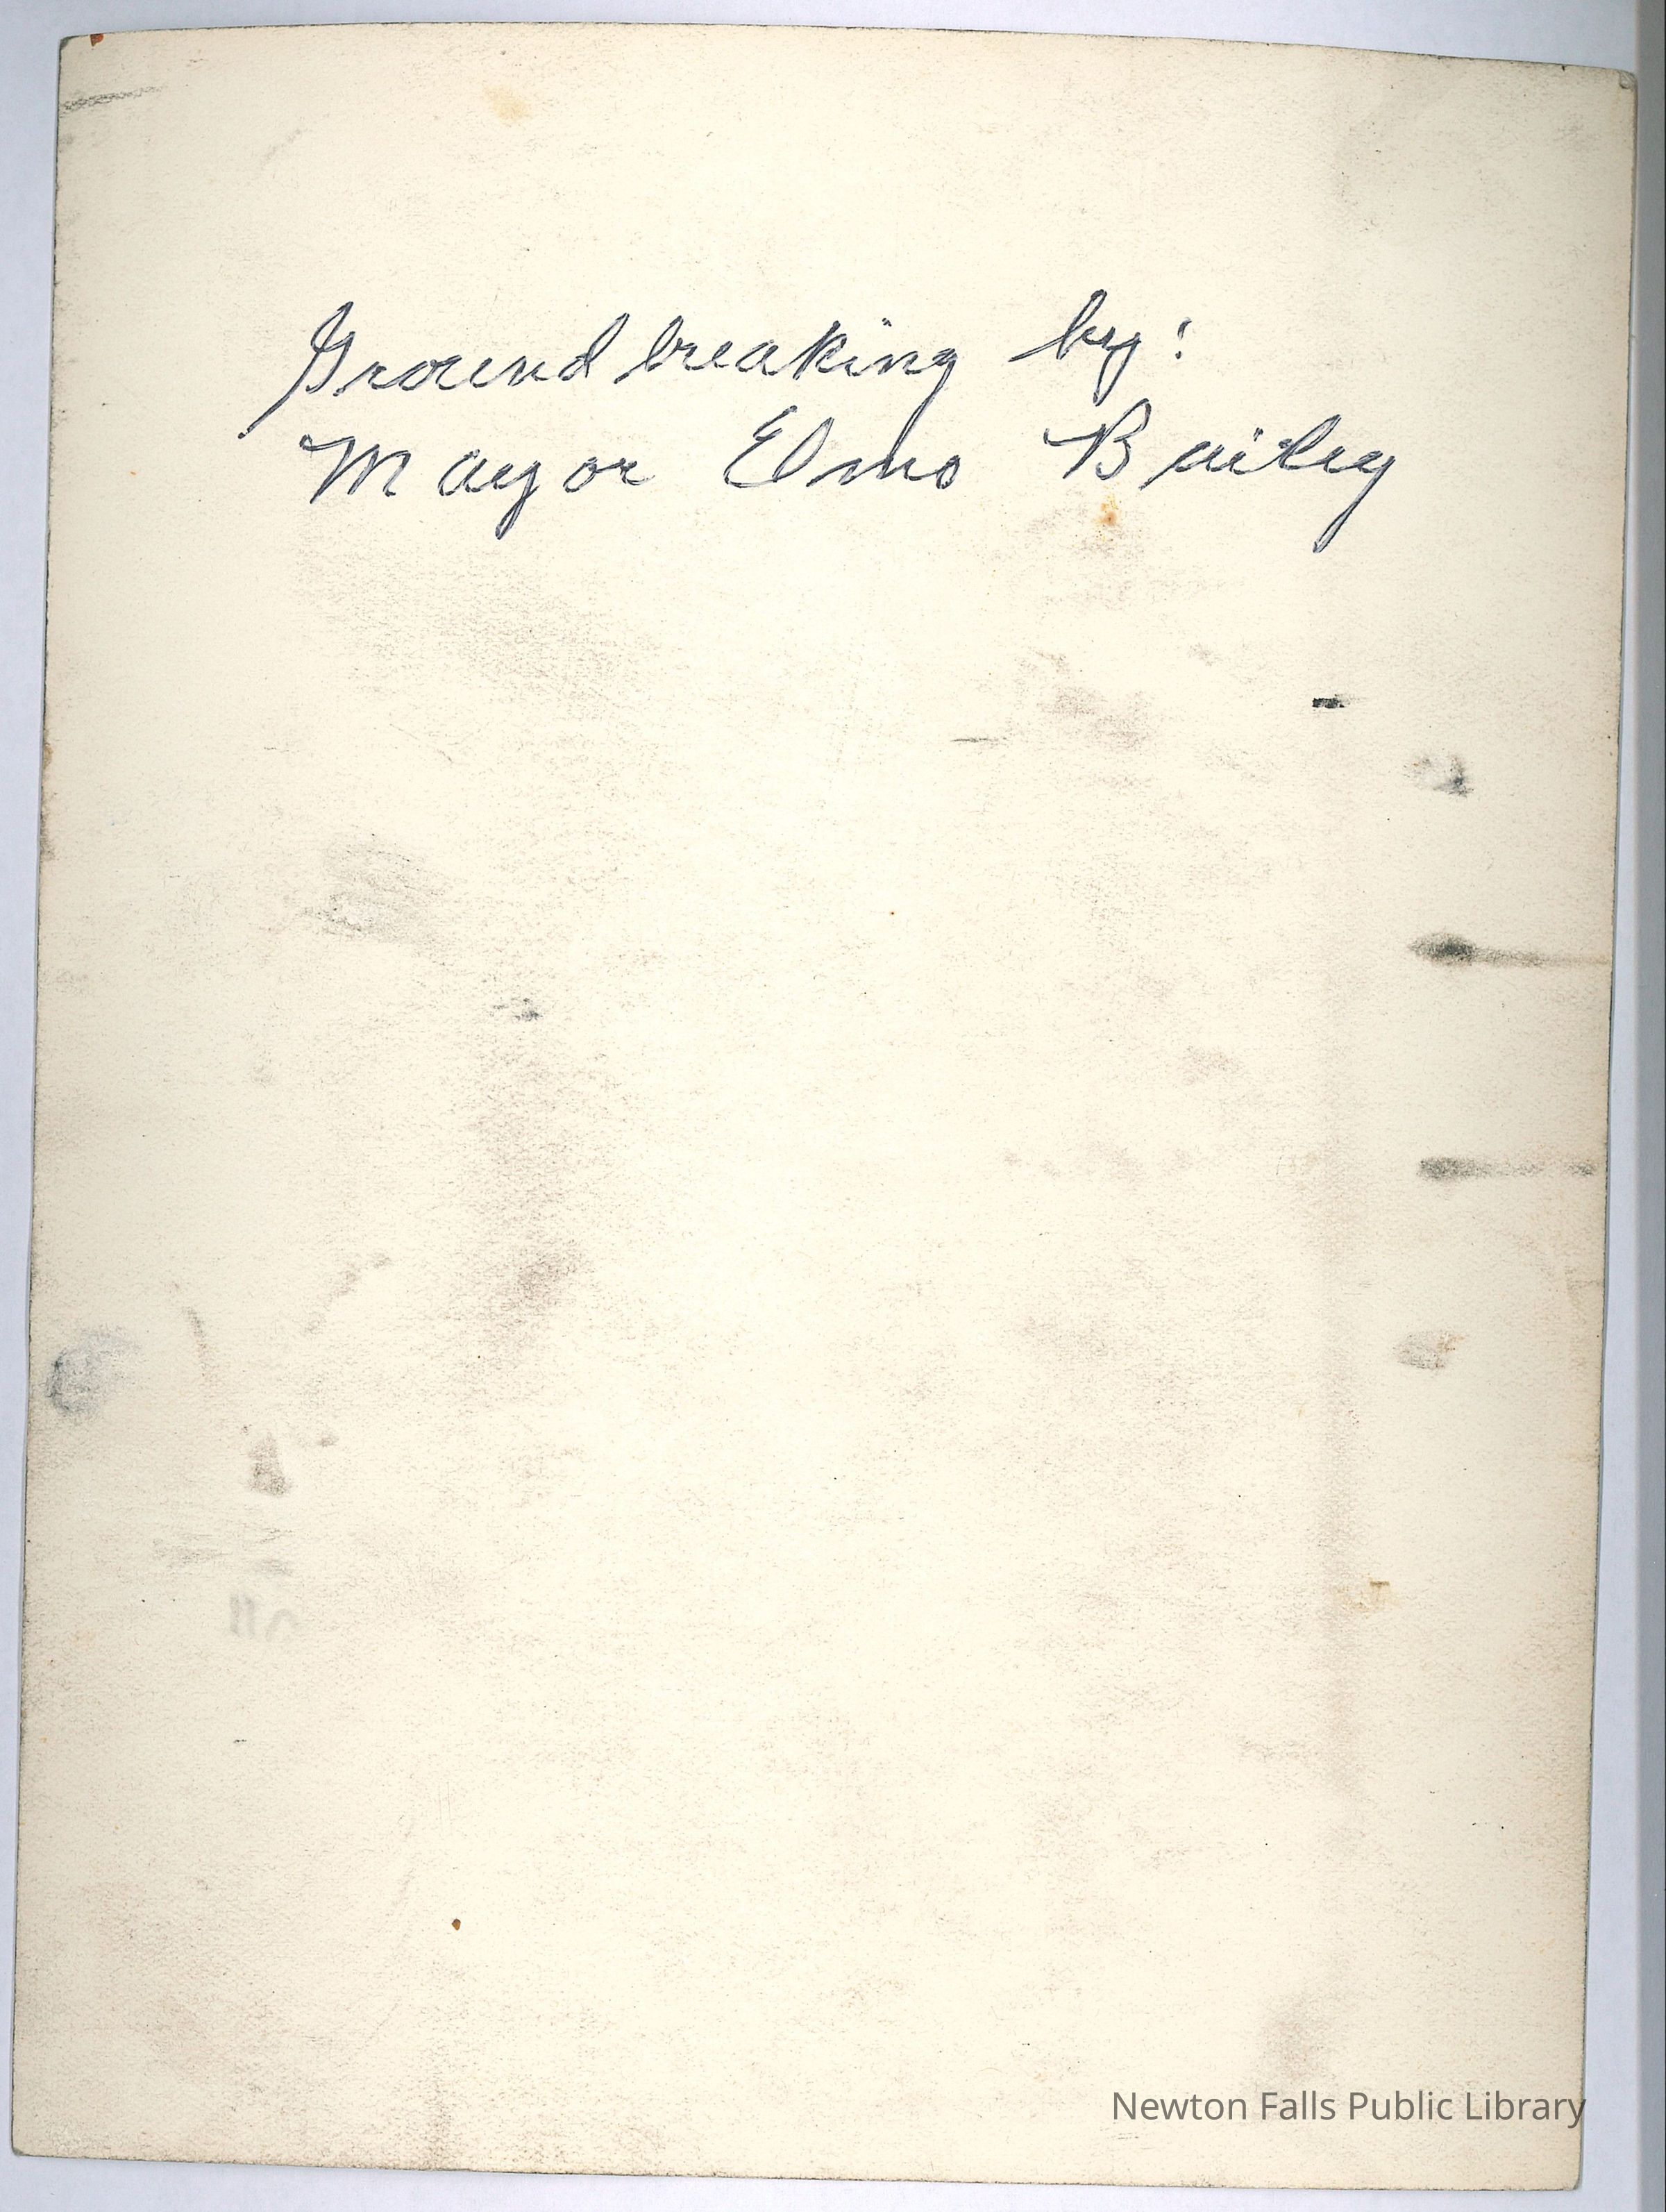 Groundbreaking by:
Mayor Elmo Bailey
Newton Falls Public Library